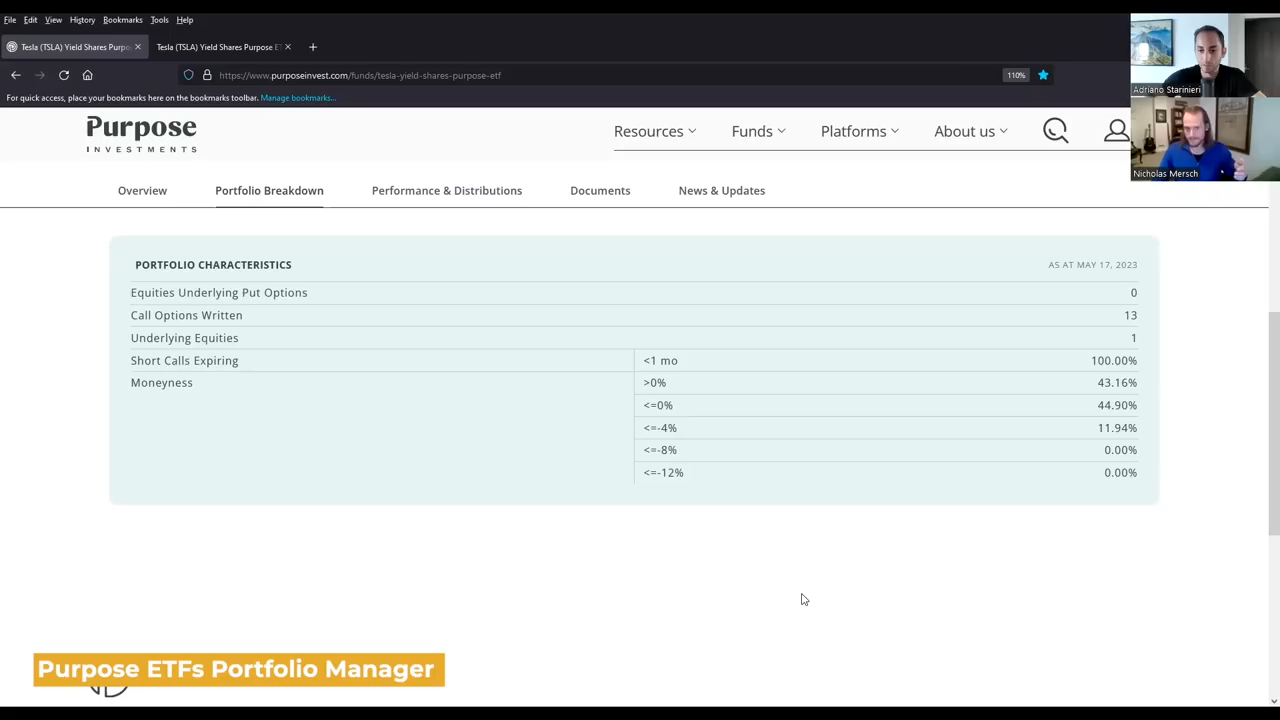 File Edit View History Bookmarks Tools Help
Tesla (TSLA) Yield Shares Purpo
Tesla (TSLA) Yield Shares Purpose E
https://www.purposeinvest.com/funds/tesla-yield-shares-purpose-etf
110%
For quick access, place your bookmarks here on the bookmarks toolbar. Manage bookmarks...
Adriano Starinieri
Nicholas Mersch
Purpose
INVESTMENTS
Resources
Funds
Platforms
About us
Overview
Portfolio Breakdown
Performance & Distributions
Documents
News & Updates
PORTFOLIO CHARACTERISTICS AS AT MAY 17, 2023
Equities Underlying Put Options 0
Call Options Written 13
Underlying Equities 1
Short Calls Expiring <1 mo 100.00%
Moneyness >0% 43.16%
<=0% 44.90%
<=-4% 11.94%
<=-8% 0.00%
<=-12% 0.00%
Purpose ETFs Portfolio Manager